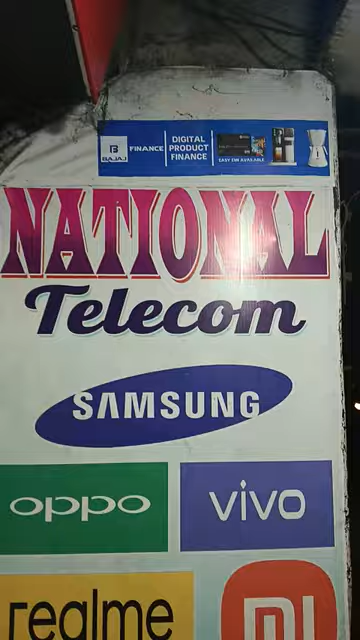 BAJAJ FINANCE
DIGITAL
PRODUCT
FINANCE
EASY EMI AVAILABLE
NATIONAL
Telecom
SAMSUNG
oppo
vivo
realme
mi